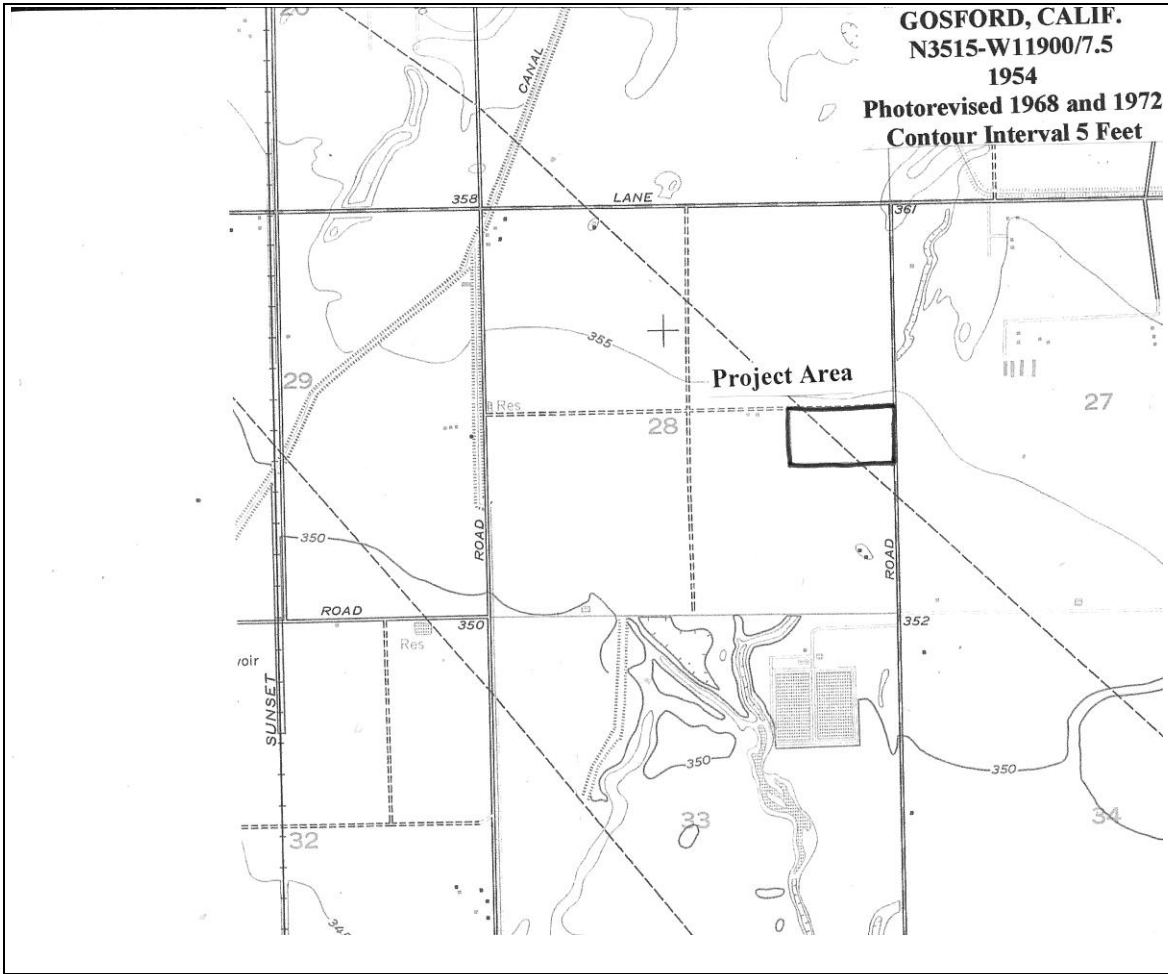 GOSFORD, CALIF.
N3515-W11900/7.5
1954
Photorevised 1968 and 1972
Contour Interval 5 Feet
CANAL
358
LANE
361
355
Project Area
29
Res
28
27
ROAD
ROAD
350
ROAD
350
352
Res
voir
SUNSET
350
350
33
34
32